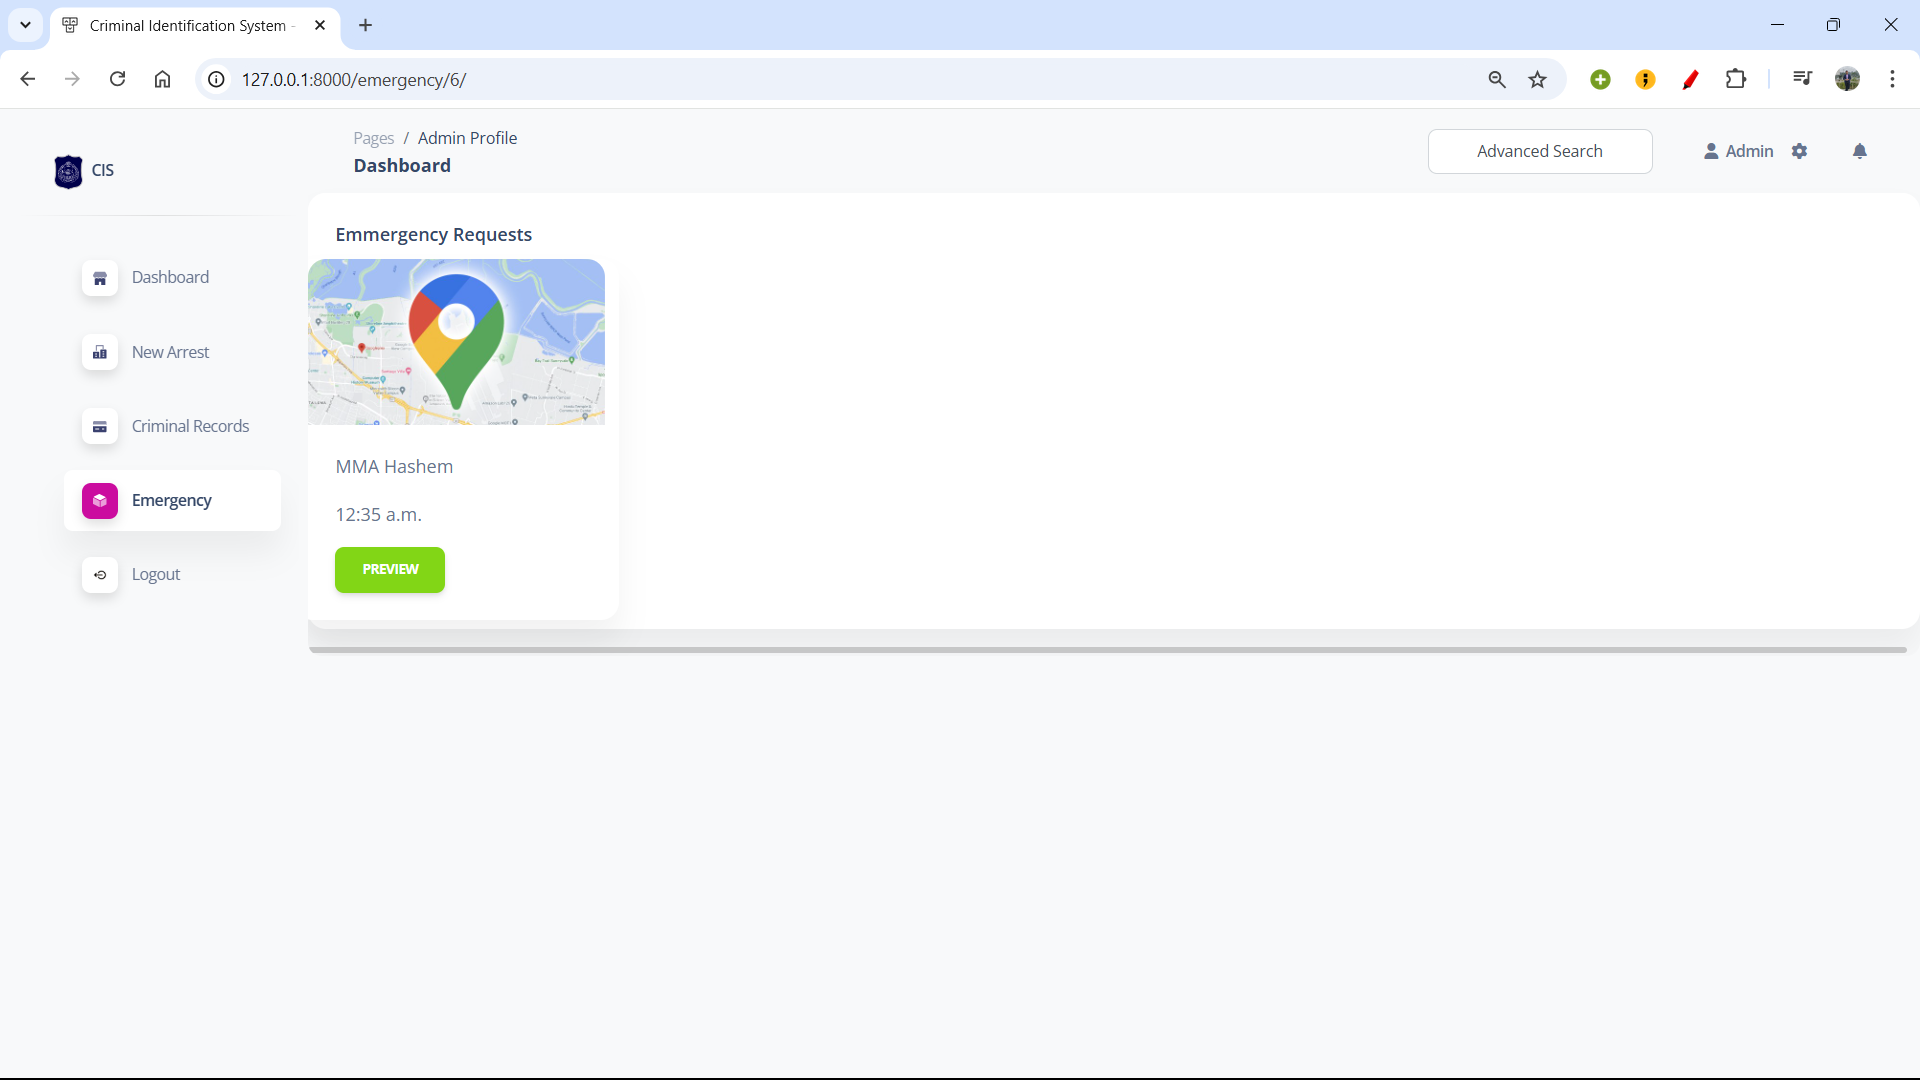 Criminal Identification System -
127.0.0.1:8000/emergency/6/
CIS
Pages / Admin Profile
Dashboard
Advanced Search
Admin
Dashboard
New Arrest
Criminal Records
Emergency
Logout
Emmergency Requests
MMA Hashem
12:35 a.m.
PREVIEW